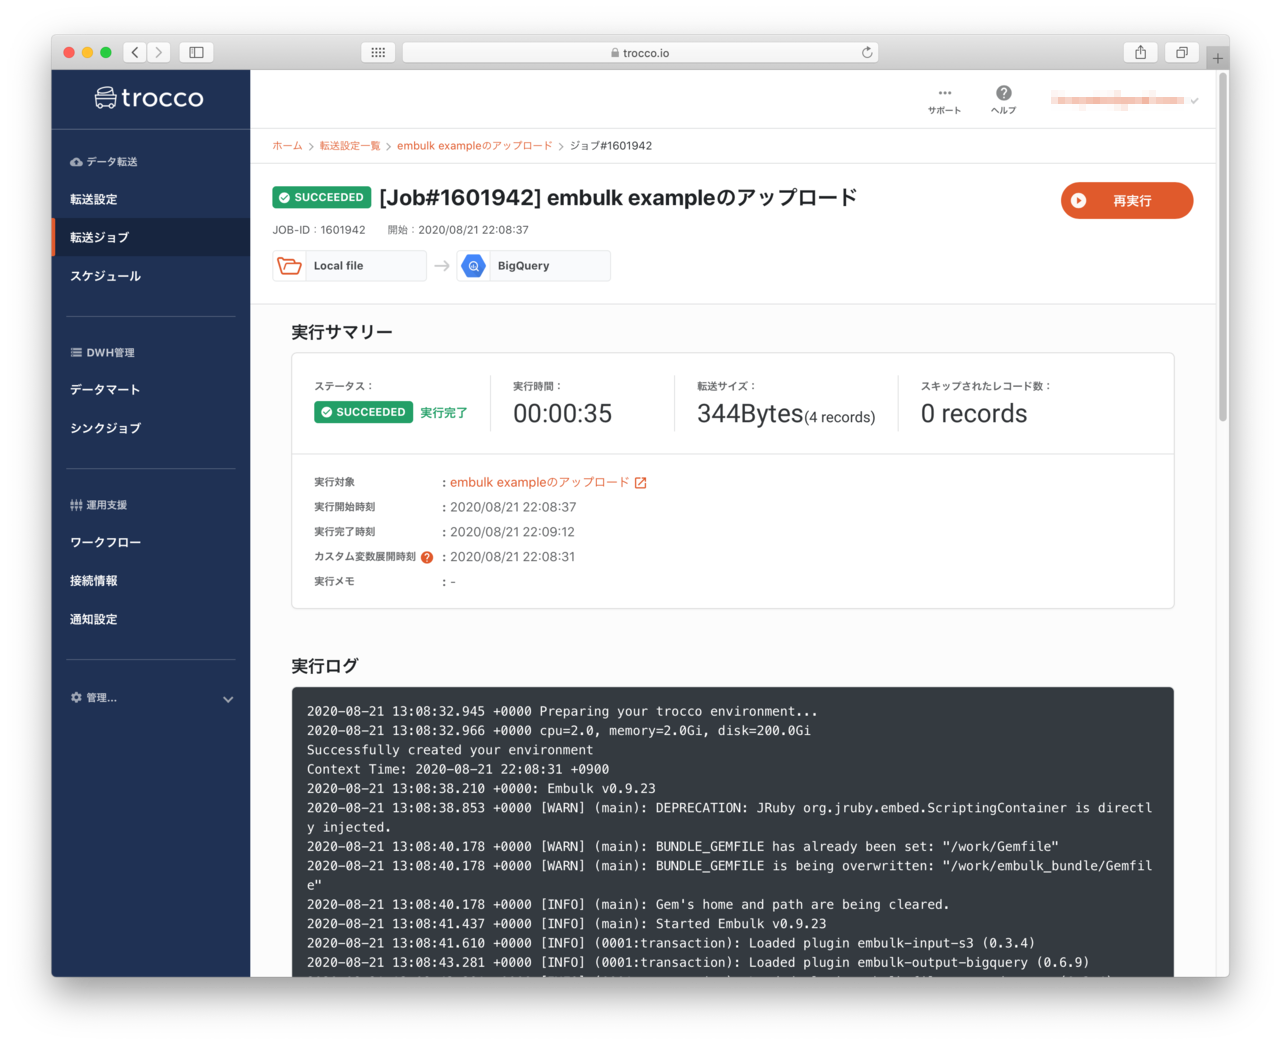 trocco.io
trocco
サポート
ヘルプ
データ転送
転送設定
転送ジョブ
スケジュール
DWH管理
データマート
シンクジョブ
運用支援
ワークフロー
接続情報
通知設定
管理...
ホーム > 転送設定一覧 > embulk exampleのアップロード > ジョブ#1601942
SUCCEEDED [Job#1601942] embulk exampleのアップロード
再実行
JOB-ID : 1601942 開始 : 2020/08/21 22:08:37
Local file → BigQuery
実行サマリー
ステータス : 実行時間 : 転送サイズ : スキップされたレコード数 :
SUCCEEDED 実行完了 00:00:35 344Bytes(4 records) 0 records
実行対象 : embulk exampleのアップロード
実行開始時刻 : 2020/08/21 22:08:37
実行完了時刻 : 2020/08/21 22:09:12
カスタム変数展開時刻 ? : 2020/08/21 22:08:31
実行メモ : -
実行ログ
2020-08-21 13:08:32.945 +0000 Preparing your trocco environment...
2020-08-21 13:08:32.966 +0000 cpu=2.0, memory=2.0Gi, disk=200.0Gi
Successfully created your environment
Context Time: 2020-08-21 22:08:31 +0900
2020-08-21 13:08:38.210 +0000: Embulk v0.9.23
2020-08-21 13:08:38.853 +0000 [WARN] (main): DEPRECATION: JRuby org.jruby.embed.ScriptingContainer is directl
y injected.
2020-08-21 13:08:40.178 +0000 [WARN] (main): BUNDLE_GEMFILE has already been set: "/work/Gemfile"
2020-08-21 13:08:40.178 +0000 [WARN] (main): BUNDLE_GEMFILE is being overwritten: "/work/embulk_bundle/Gemfil
e"
2020-08-21 13:08:40.178 +0000 [INFO] (main): Gem's home and path are being cleared.
2020-08-21 13:08:41.437 +0000 [INFO] (main): Started Embulk v0.9.23
2020-08-21 13:08:41.610 +0000 [INFO] (0001:transaction): Loaded plugin embulk-input-s3 (0.3.4)
2020-08-21 13:08:43.281 +0000 [INFO] (0001:transaction): Loaded plugin embulk-output-bigquery (0.6.9)